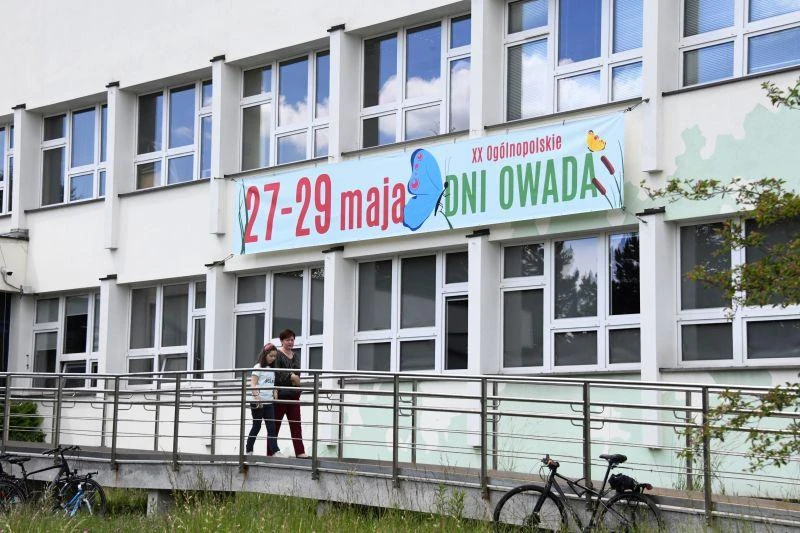 27-29 maja
XX Ogólnopolskie
DNI OWADA